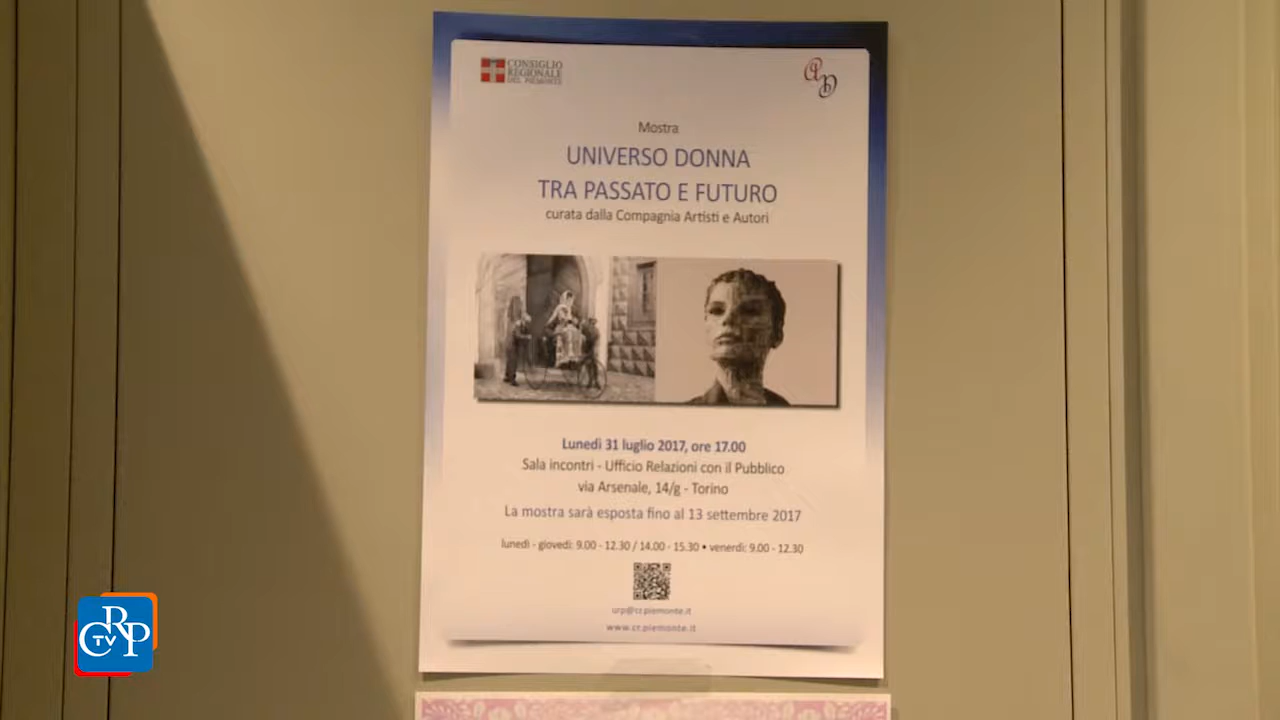 CONSIGLIO
REGIONALE
DEL PIEMONTE
Mostra
UNIVERSO DONNA
TRA PASSATO E FUTURO
curata dalla Compagnia Artisti e Autori
Lunedì 31 luglio 2017, ore 17.00
Sala incontri - Ufficio Relazioni con il Pubblico
via Arsenale, 14/g - Torino
La mostra sarà esposta fino al 13 settembre 2017
lunedì - giovedì: 9.00 - 12.30 / 14.00 - 15.30 • venerdì: 9.00 - 12.30
urp@cr.piemonte.it
www.cr.piemonte.it
CRP
TV